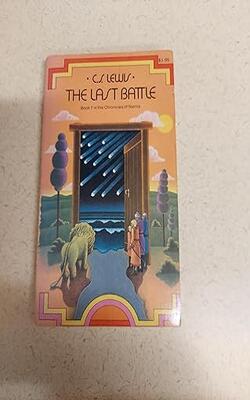 $1.95
· C.S. LEWIS ·
THE LAST BATTLE
Book 7 in the Chronicles of Narnia